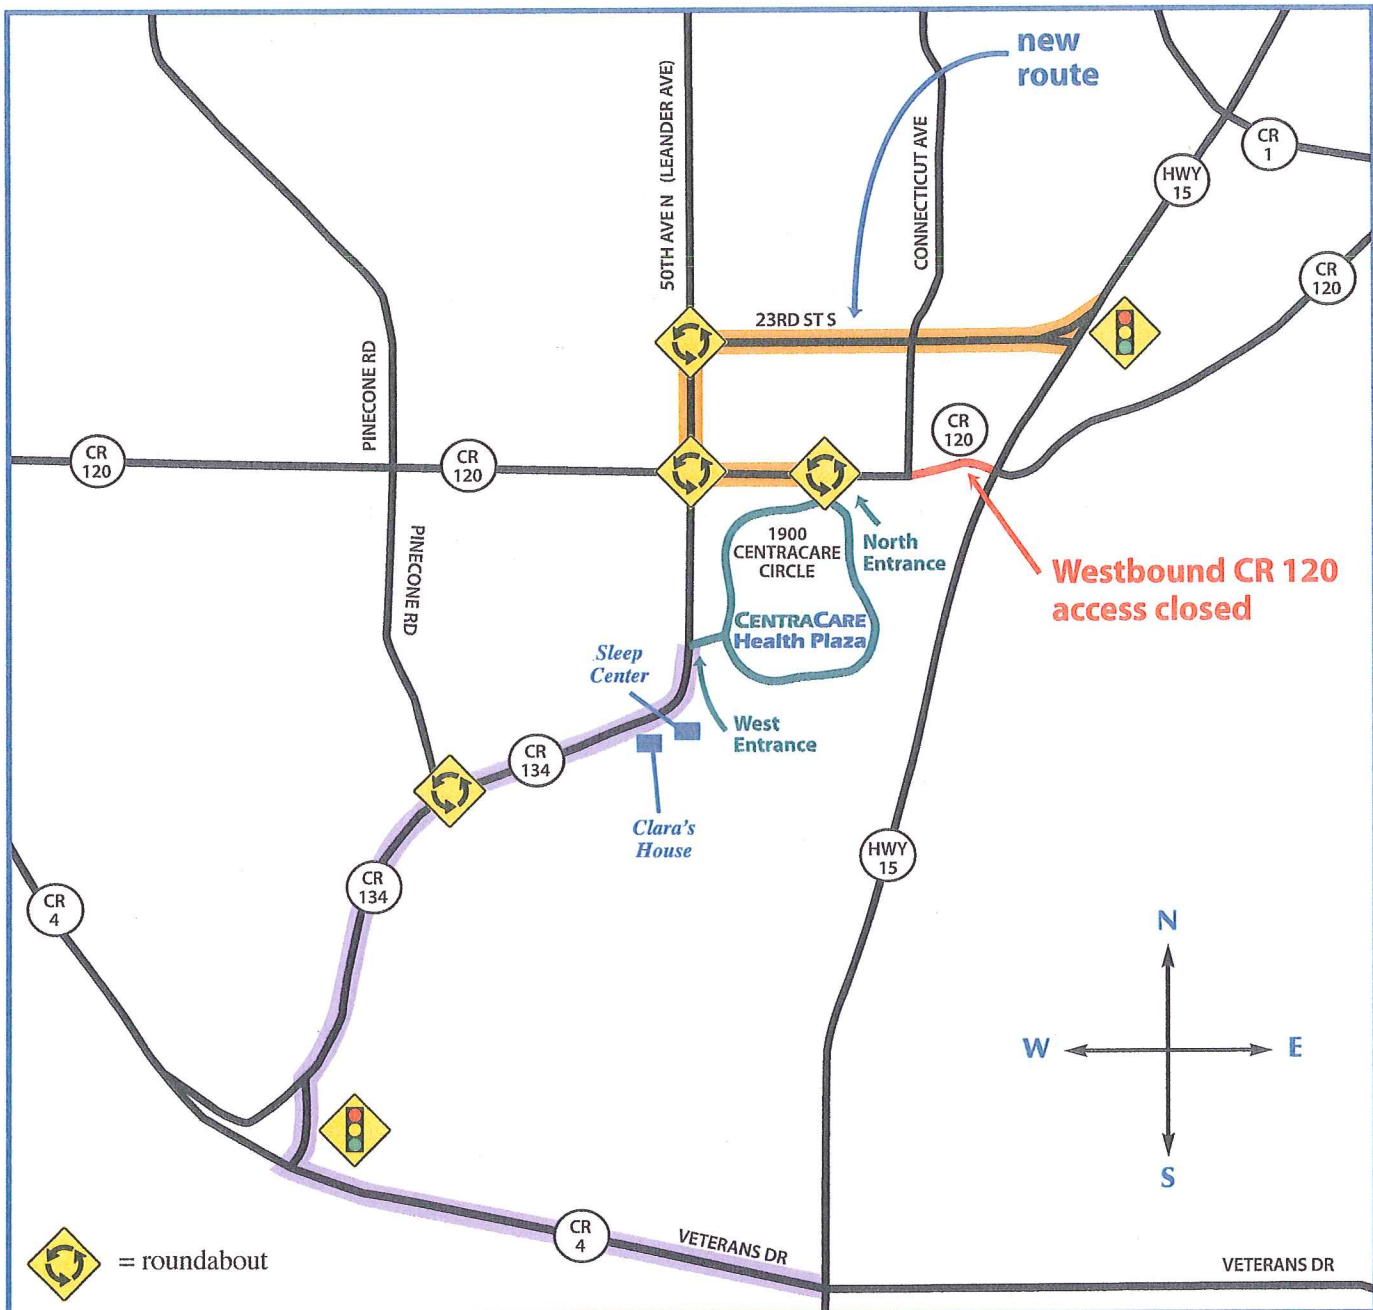 new
route
50TH AVE N (LEANDER AVE)
CONNECTICUT AVE
CR
1
HWY
15
CR
120
23RD ST S
PINECONE RD
CR
120
CR
120
CR
120
PINECONE RD
1900
CENTRACARE
CIRCLE
North
Entrance
Westbound CR 120
access closed
CENTRACARE
Health Plaza
Sleep
Center
West
Entrance
CR
134
Clara's
House
HWY
15
CR
134
CR
4
N
W
E
S
CR
4
VETERANS DR
VETERANS DR
= roundabout